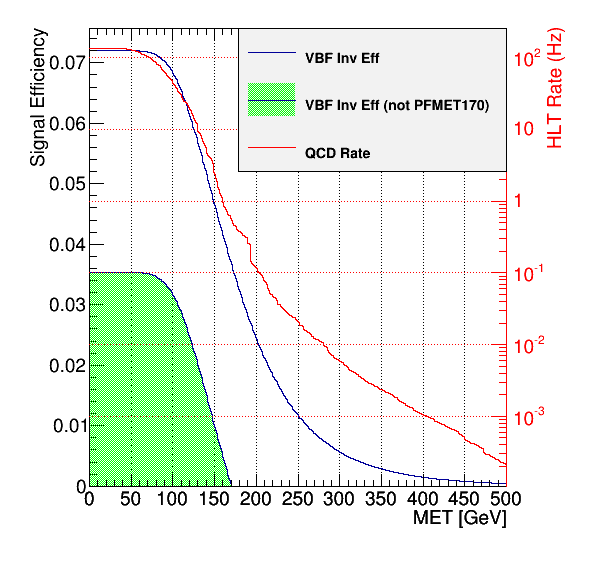 Signal Efficiency
0.07
0.06
0.05
0.04
0.03
0.02
0.01
0
VBF Inv Eff
VBF Inv Eff (not PFMET170)
QCD Rate
HLT Rate (Hz)
10²
10
1
10⁻¹
10⁻²
10⁻³
0 50 100 150 200 250 300 350 400 450 500
MET [GeV]